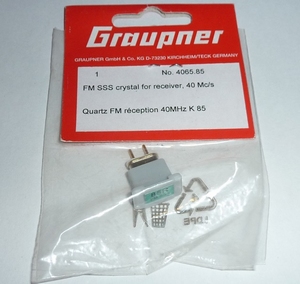 Graupner
GRAUPNER GmbH & Co. KG D-73230 KIRCHHEIM/TECK GERMANY
1 No. 4065.85
FM SSS crystal for receiver, 40 Mc/s
Quartz FM réception 40MHz K 85
LDPE